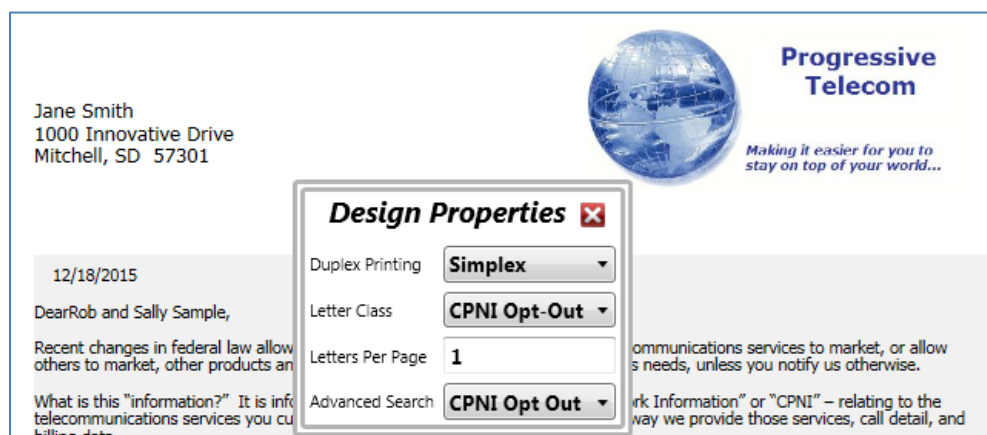 Progressive
Telecom
Jane Smith
1000 Innovative Drive
Mitchell, SD 57301
Making it easier for you to
stay on top of your world...
Design Properties
Duplex Printing Simplex
Letter Class CPNI Opt-Out
Letters Per Page 1
Advanced Search CPNI Opt Out
12/18/2015
DearRob and Sally Sample,
Recent changes in federal law allow ommunications services to market, or allow
others to market, other products an s needs, unless you notify us otherwise.
What is this "information?" It is info rk Information" or "CPNI" – relating to the
telecommunications services you cu way we provide those services, call detail, and
billing data